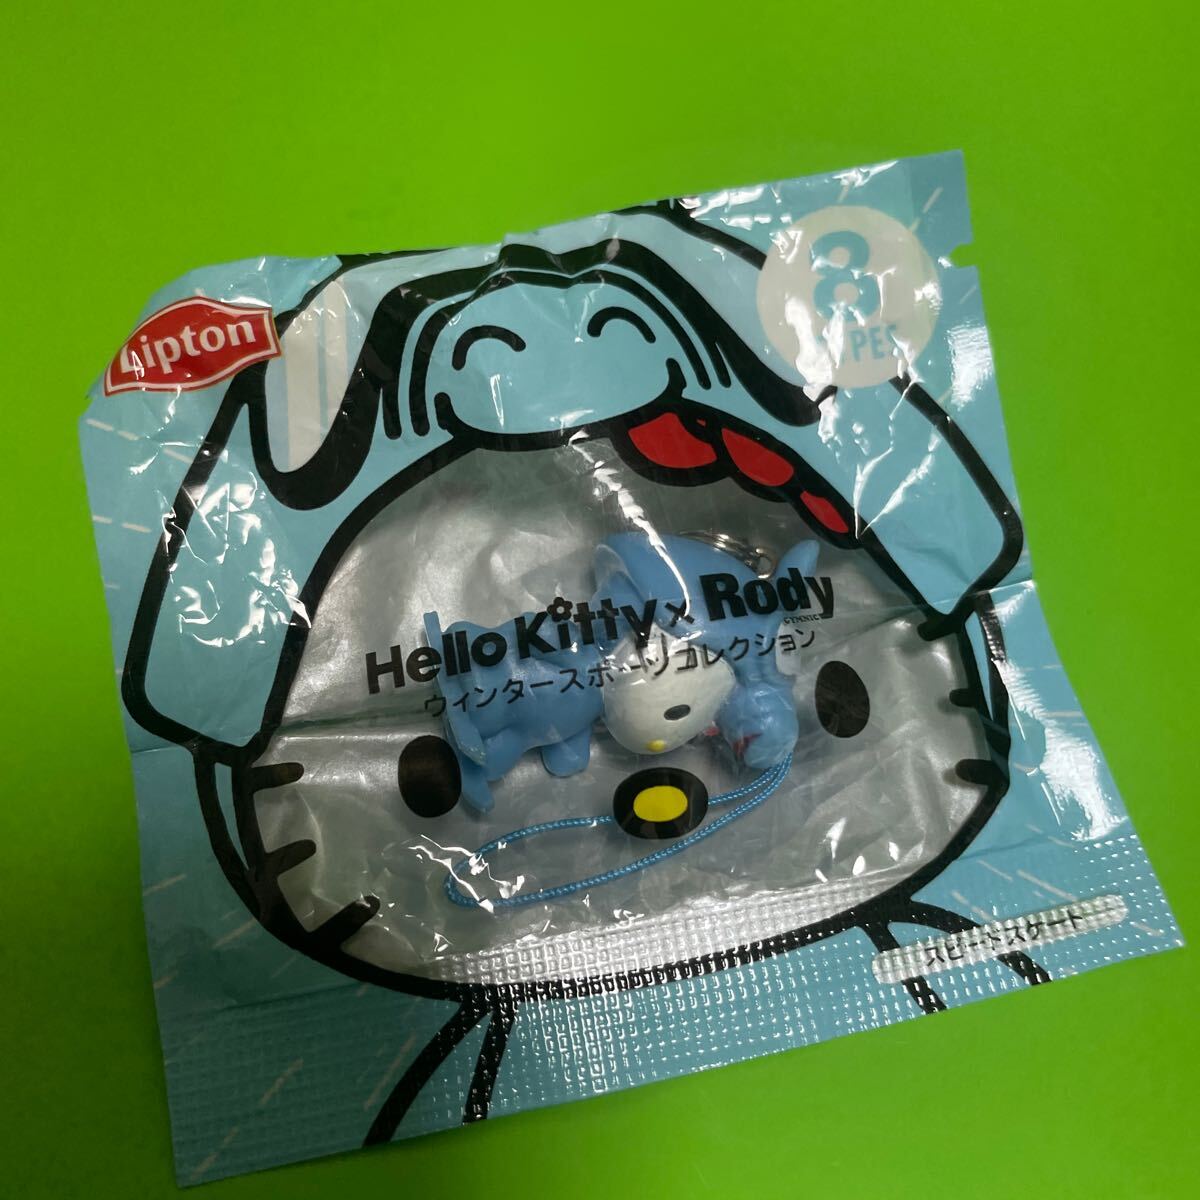 Lipton
8
TYPES
Hello Kitty × Rody
GYMNIC
ウィンタースポーツコレクション
スピードスケート